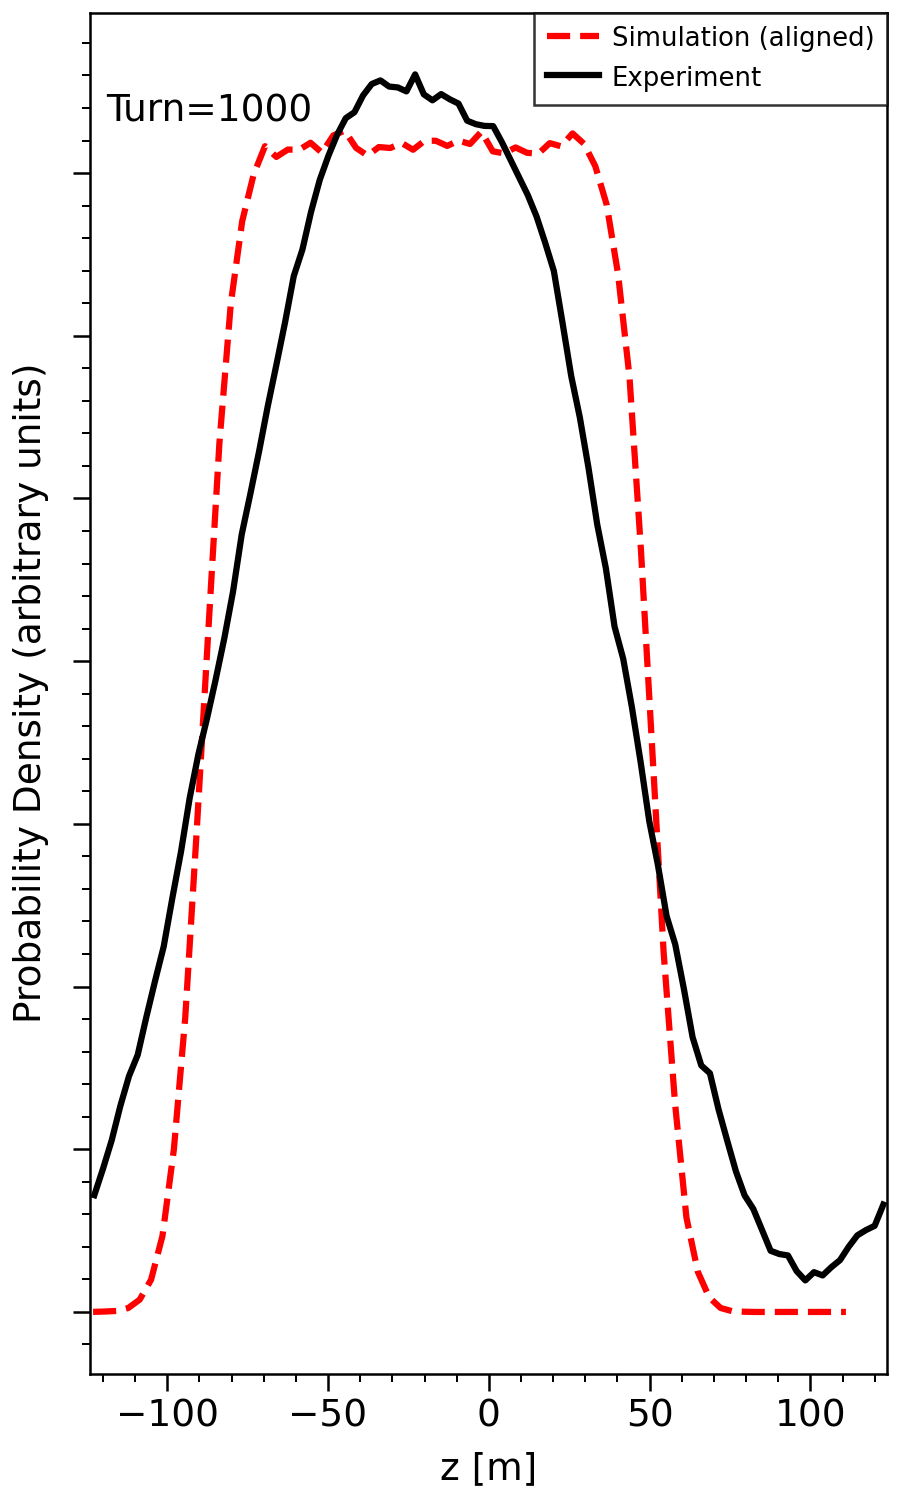 Simulation (aligned)
Experiment
Turn=1000
Probability Density (arbitrary units)
−100 −50 0 50 100
z [m]